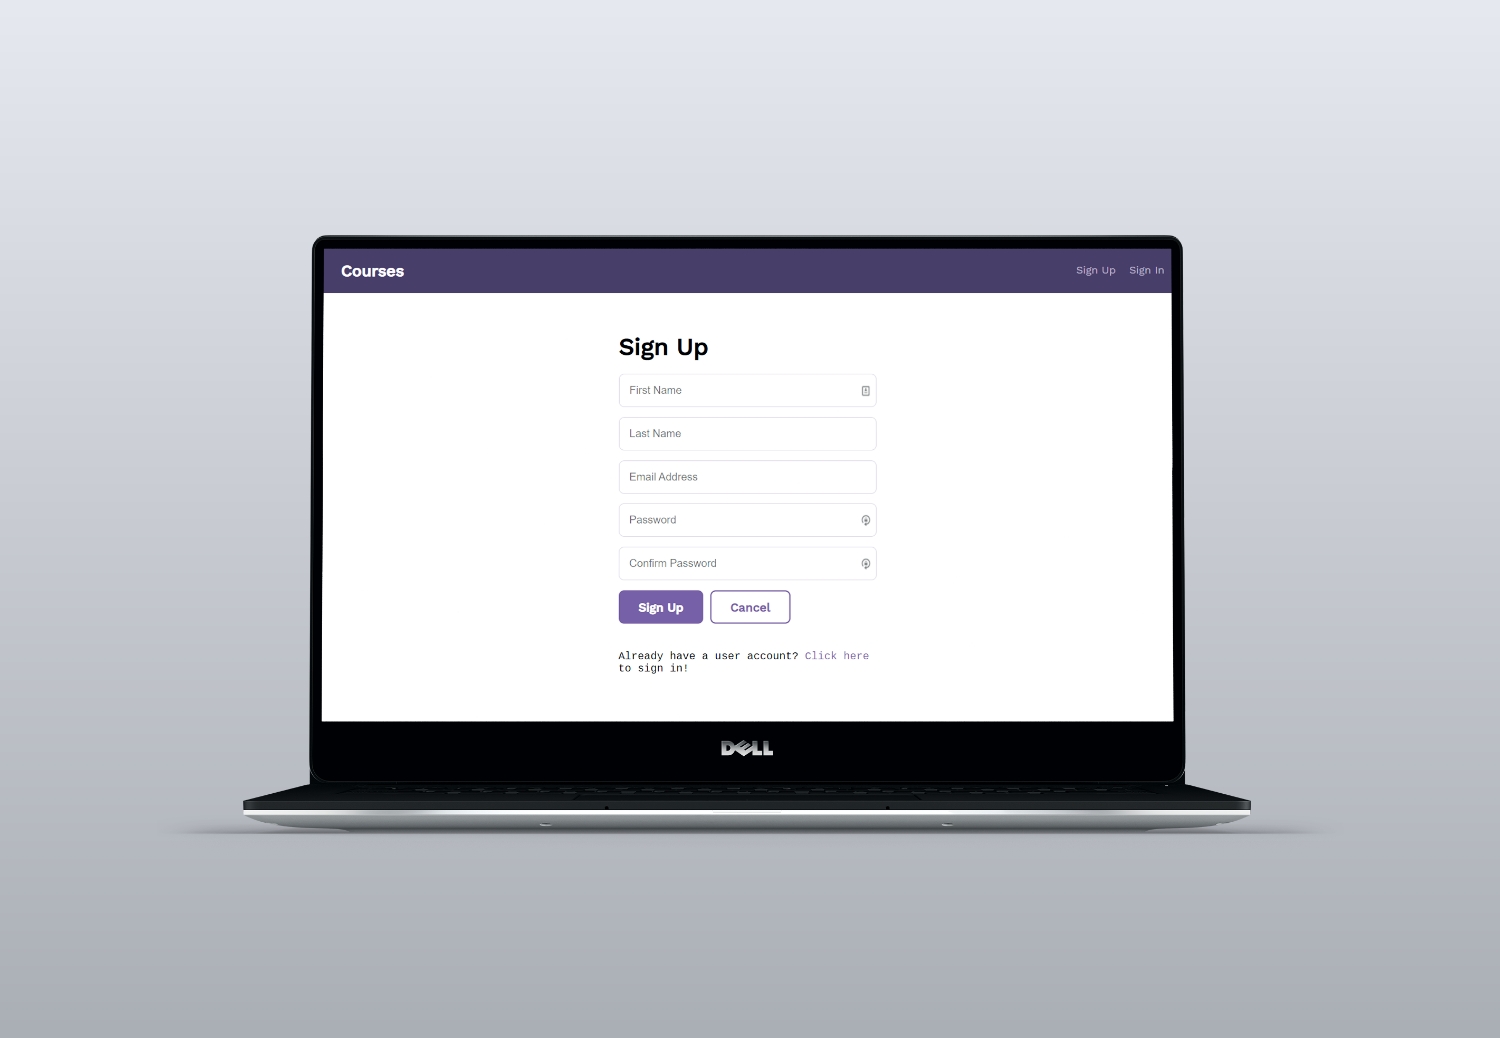 Courses
Sign Up
Sign In
Sign Up
First Name
Last Name
Email Address
Password
Confirm Password
Sign Up
Cancel
Already have a user account? Click here
to sign in!
DELL